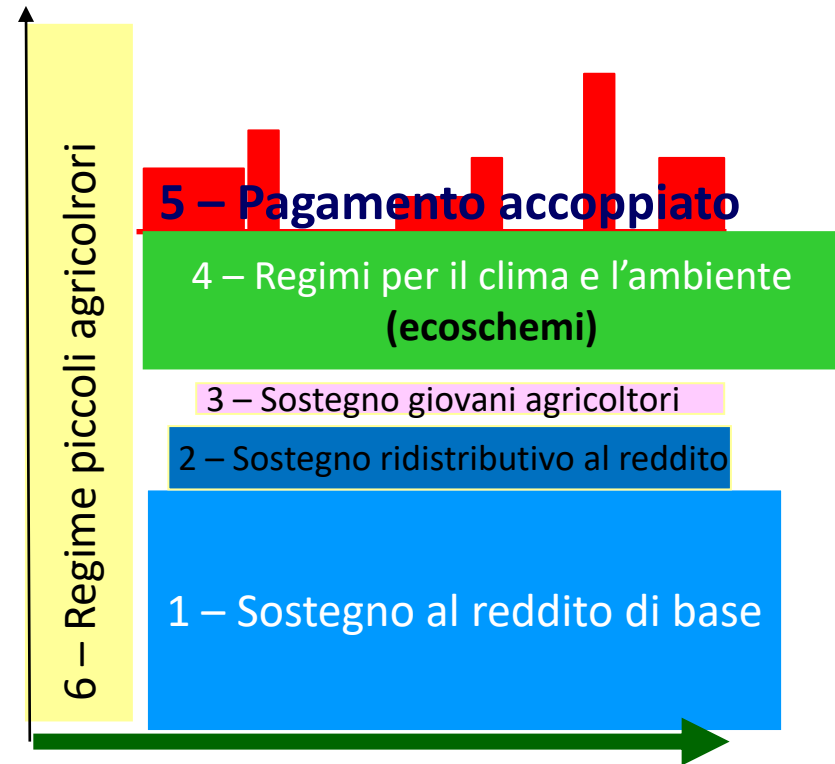 6 – Regime piccoli agricolrori
5 – Pagamento accoppiato
4 – Regimi per il clima e l’ambiente
(ecoschemi)
3 – Sostegno giovani agricoltori
2 – Sostegno ridistributivo al reddito
1 – Sostegno al reddito di base